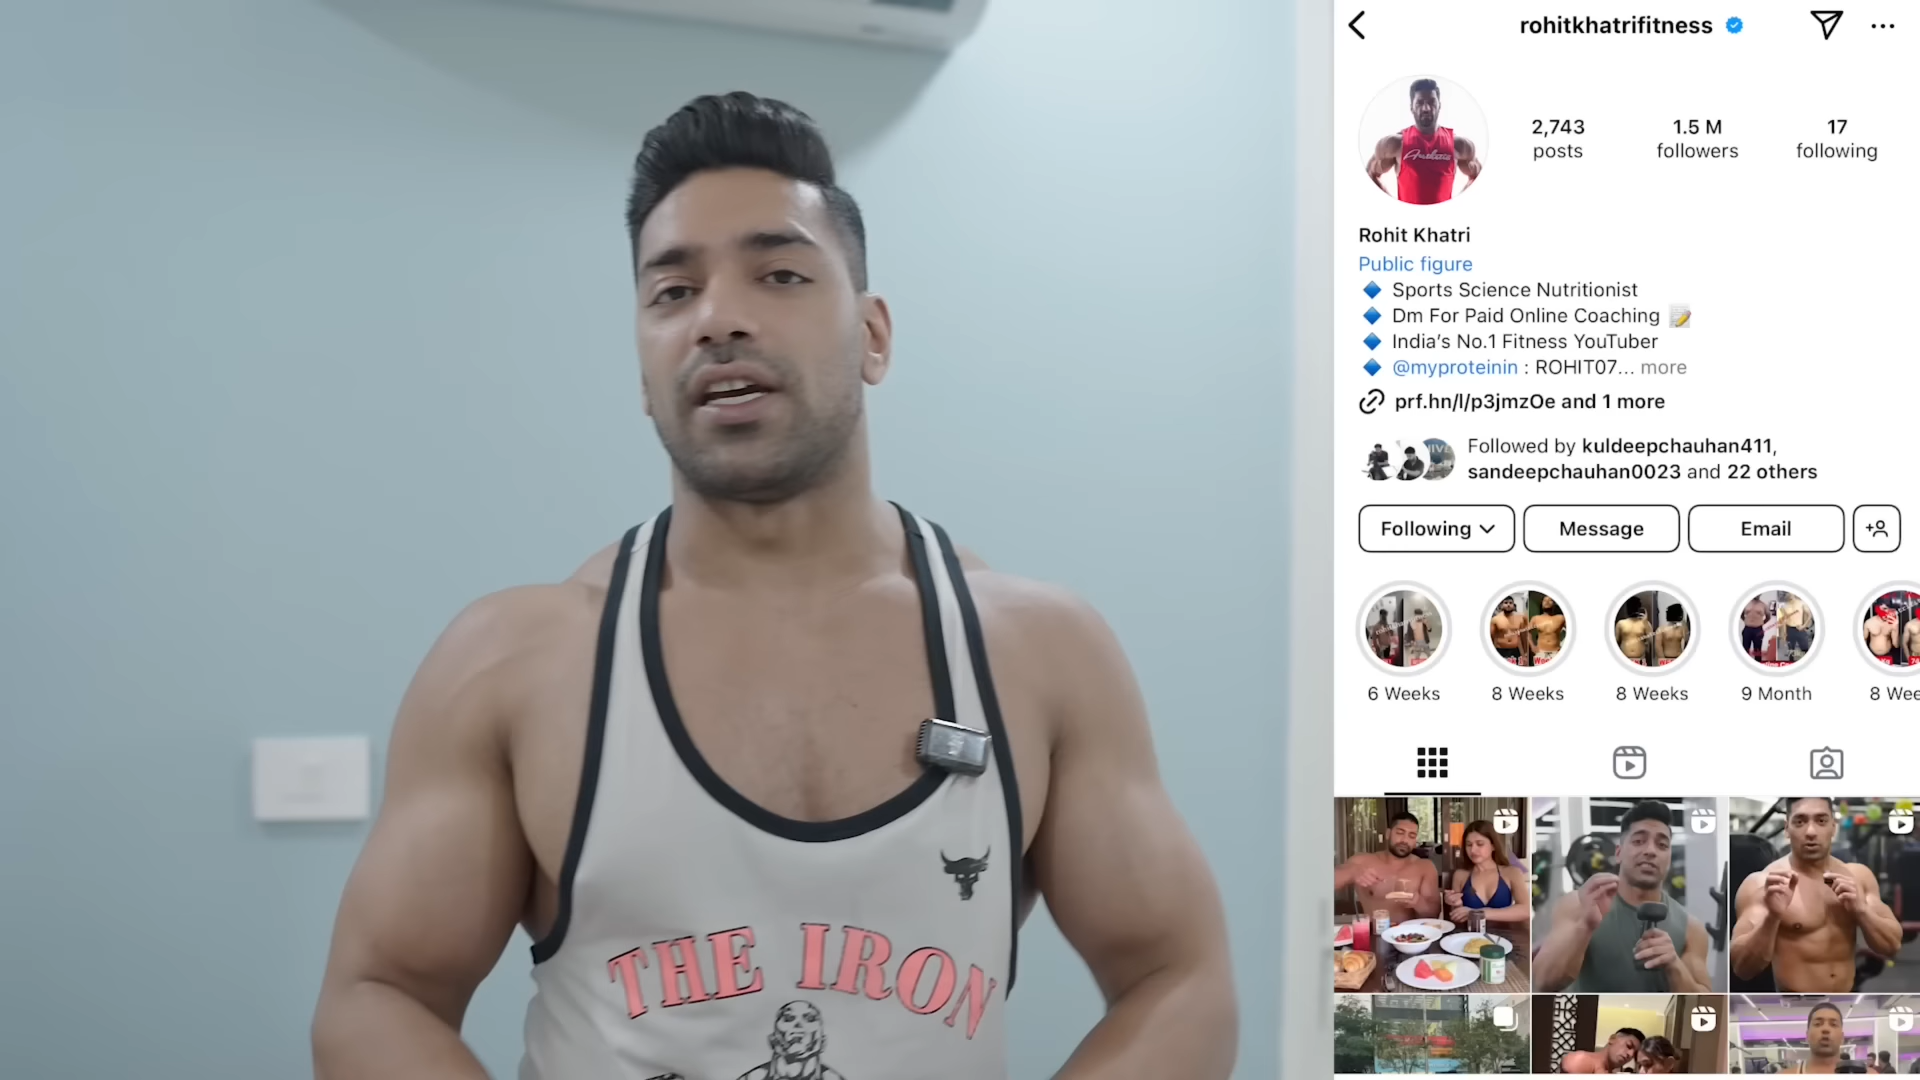 THE IRON
rohitkhatrifitness
2,743
posts
1.5 M
followers
17
following
Rohit Khatri
Public figure
Sports Science Nutritionist
Dm For Paid Online Coaching
India's No.1 Fitness YouTuber
@myproteinin : ROHIT07... more
prf.hn/l/p3jmzOe and 1 more
Followed by kuldeepchauhan411,
sandeepchauhan0023 and 22 others
Following
Message
Email
6 Weeks
8 Weeks
8 Weeks
9 Month
8 Wee